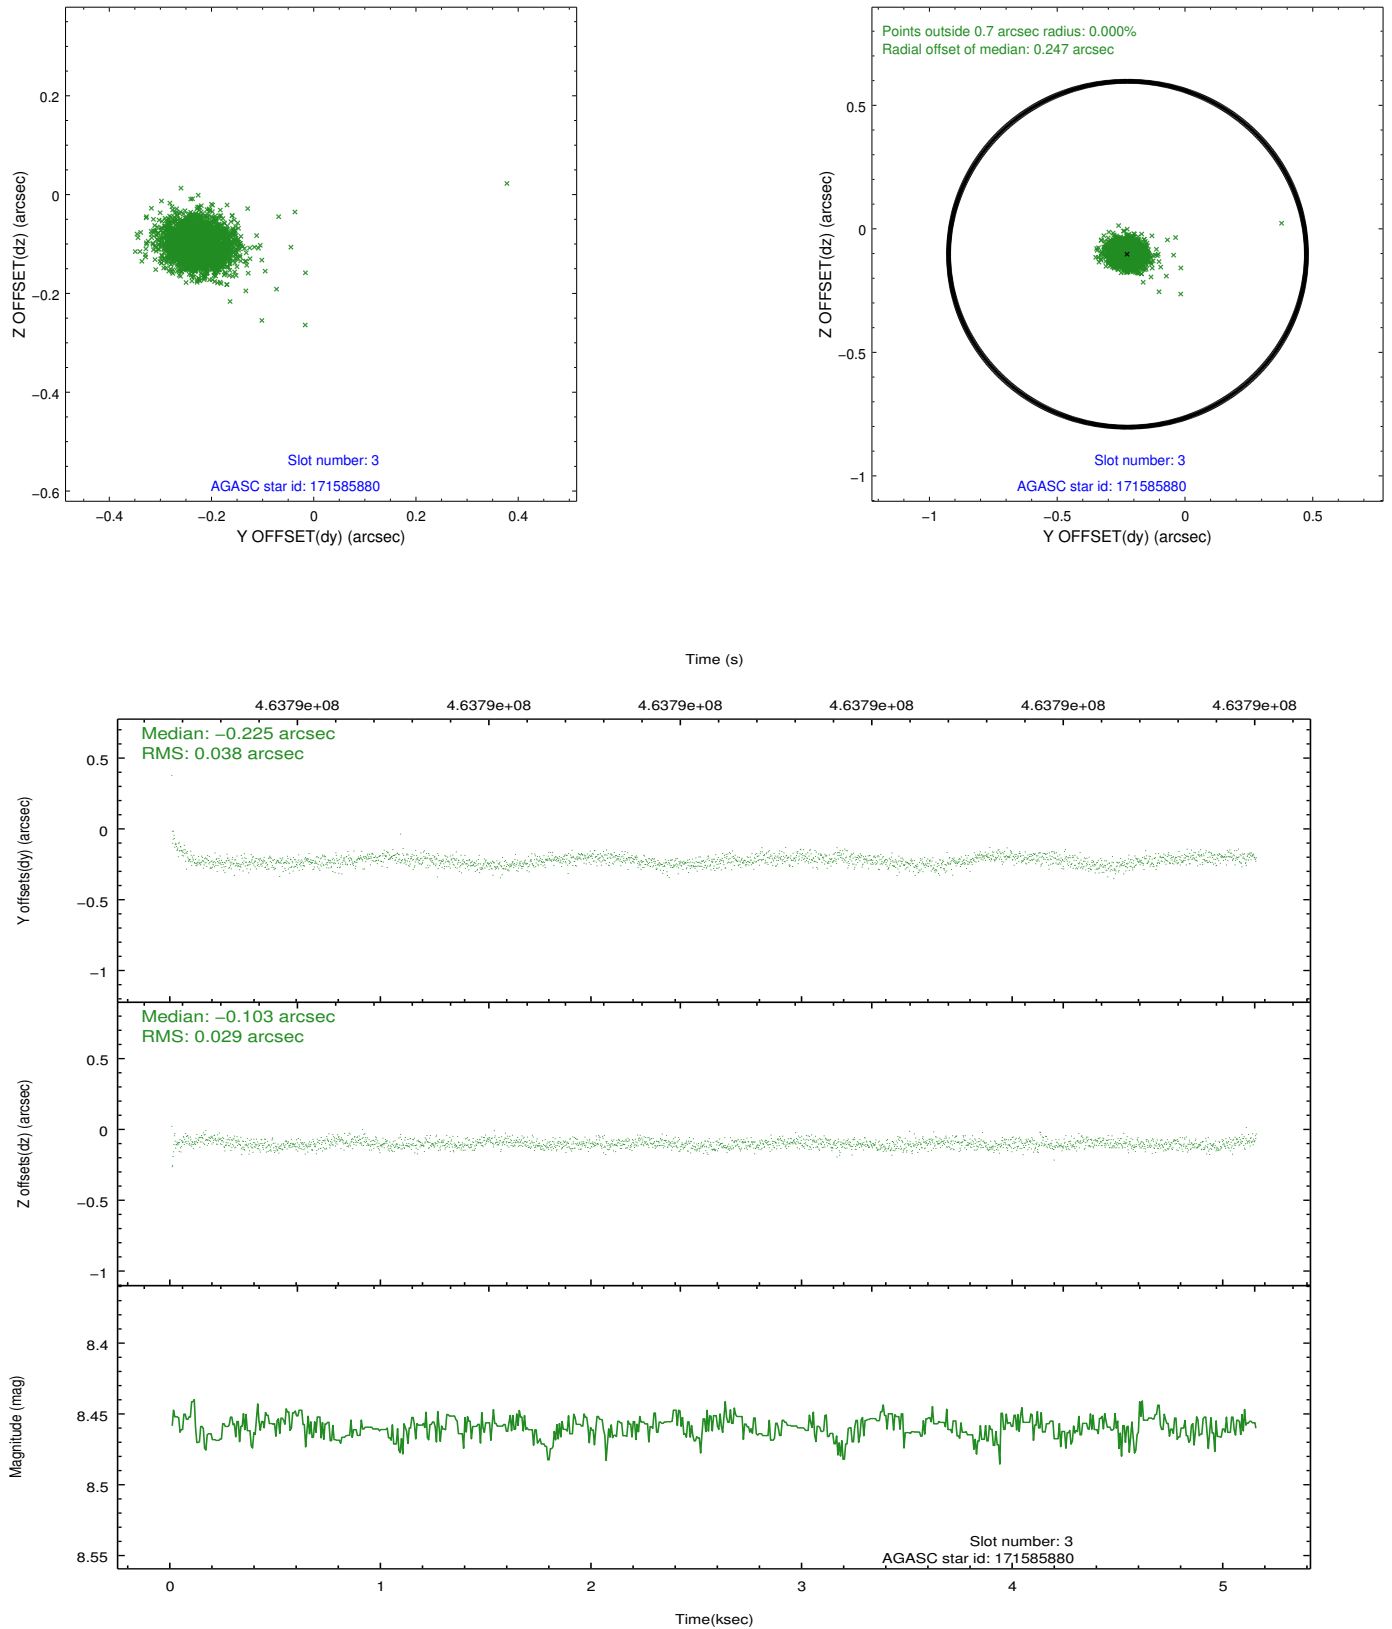 0.2
0
−0.2
−0.4
−0.6
Z OFFSET(dz) (arcsec)
Slot number: 3
AGASC star id: 171585880
−0.4 −0.2 0 0.2 0.4
Y OFFSET(dy) (arcsec)
Points outside 0.7 arcsec radius: 0.000%
Radial offset of median: 0.247 arcsec
0.5
0
−0.5
−1
Z OFFSET(dz) (arcsec)
Slot number: 3
AGASC star id: 171585880
−1 −0.5 0 0.5
Y OFFSET(dy) (arcsec)
Time (s)
4.6379e+08 4.6379e+08 4.6379e+08 4.6379e+08 4.6379e+08 4.6379e+08
Median: −0.225 arcsec
RMS: 0.038 arcsec
0.5
0
−0.5
−1
Y offsets(dy) (arcsec)
Median: −0.103 arcsec
RMS: 0.029 arcsec
0.5
0
−0.5
−1
Z offsets(dz) (arcsec)
8.4
8.45
8.5
8.55
Magnitude (mag)
Slot number: 3
AGASC star id: 171585880
0 1 2 3 4 5
Time(ksec)